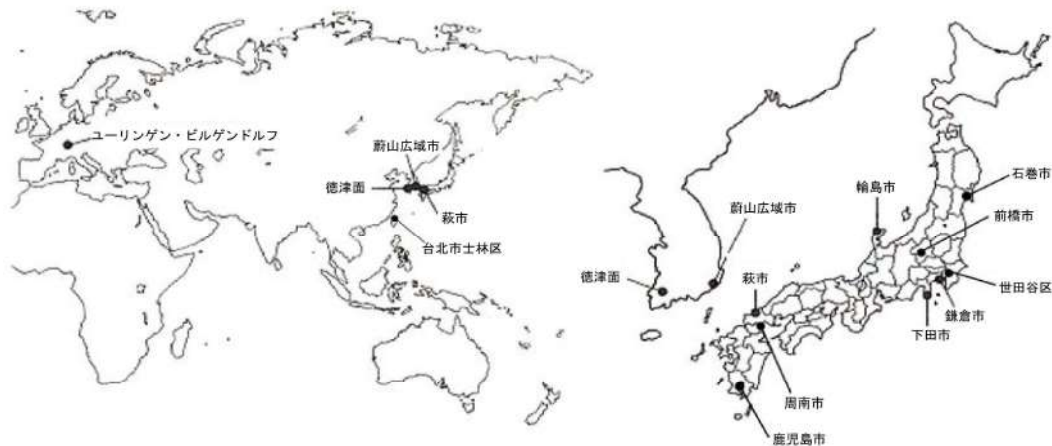 ユーリンゲン・ビルゲンドルフ
蔚山広域市
徳津面
萩市
台北市士林区
石巻市
輪島市
前橋市
蔚山広域市
徳津面
萩市
世田谷区
鎌倉市
下田市
周南市
鹿児島市